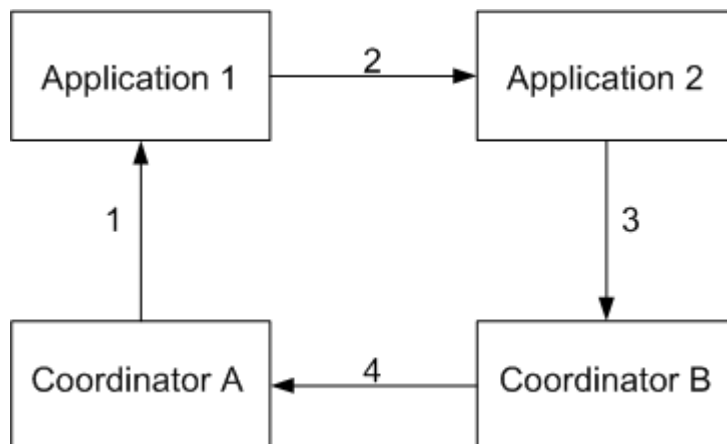 Application 1
2
Application 2
1
3
Coordinator A
4
Coordinator B